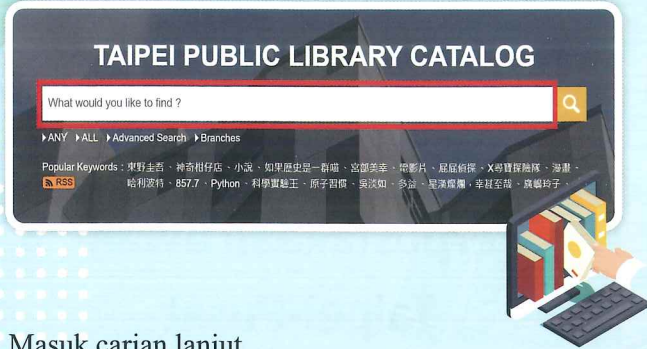 TAIPEI PUBLIC LIBRARY CATALOG
What would you like to find ?
ANY ALL Advanced Search Branches
Popular Keywords : 東野圭吾、神奇柑仔店、小說、如果歷史是一群喵、宮部美幸、電影片、屁屁偵探、X尋寶探險隊、漫畫、
RSS 哈利波特、857.7、Python、科學實驗王、原子習慣、吳淡如、多益、星漢燦爛，幸甚至哉、廣嶋玲子、
Masuk carian lanjut